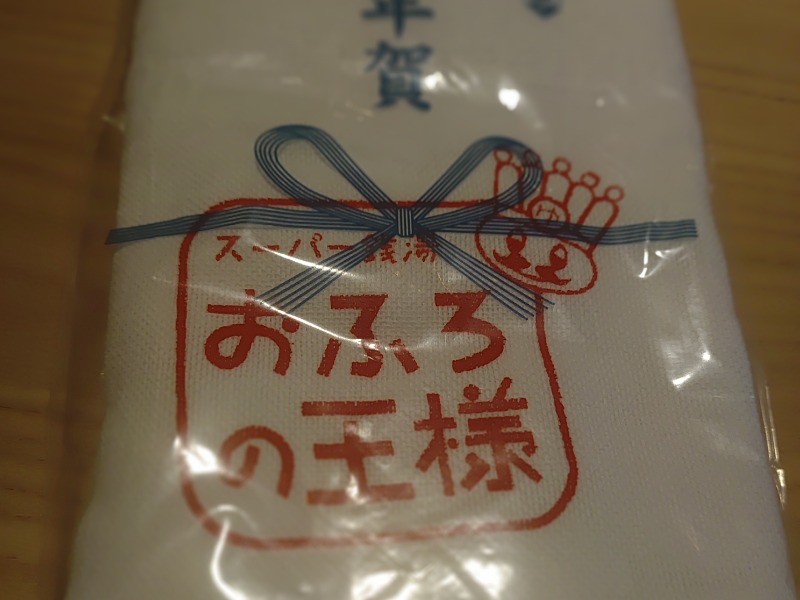 年賀
スーパー銭湯
おふろ
の王様